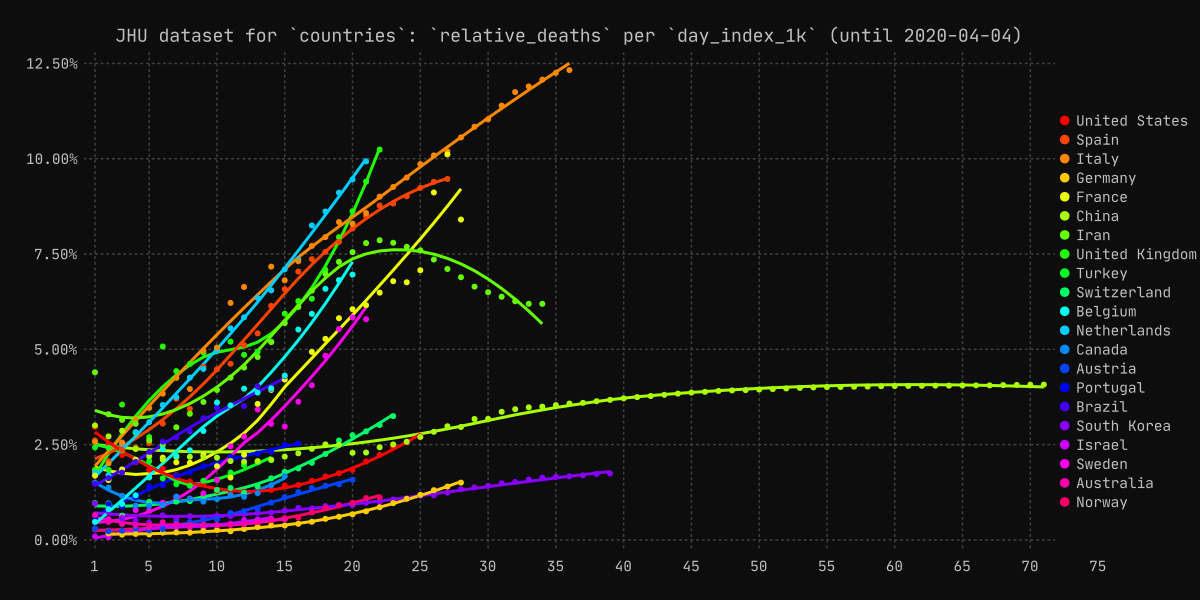 JHU dataset for `countries`: `relative_deaths` per `day_index_1k` (until 2020-04-04)
12.50%
10.00%
7.50%
5.00%
2.50%
0.00%
1 5 10 15 20 25 30 35 40 45 50 55 60 65 70 75
United States
Spain
Italy
Germany
France
China
Iran
United Kingdom
Turkey
Switzerland
Belgium
Netherlands
Canada
Austria
Portugal
Brazil
South Korea
Israel
Sweden
Australia
Norway